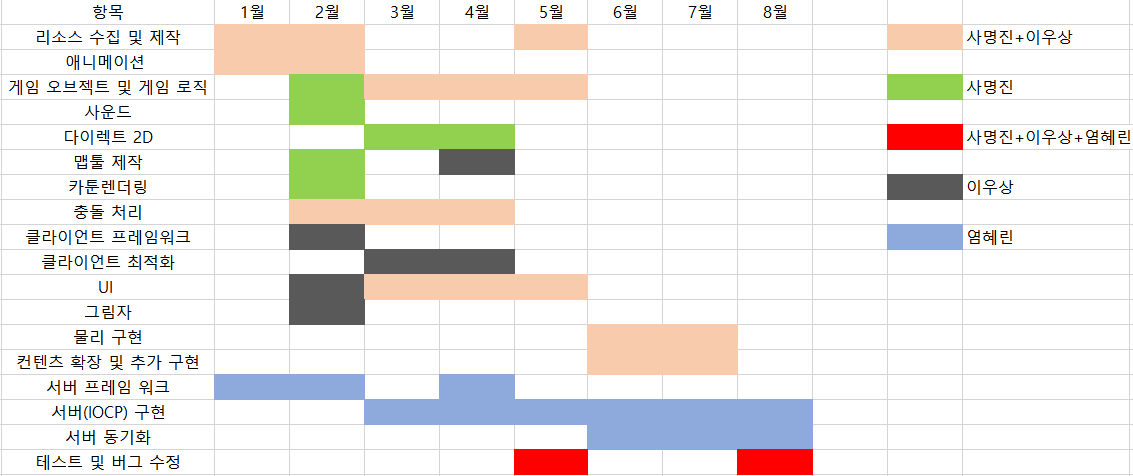 항목 1월 2월 3월 4월 5월 6월 7월 8월
리소스 수집 및 제작 사명진+이우상
애니메이션
게임 오브젝트 및 게임 로직 사명진
사운드
다이렉트 2D 사명진+이우상+염혜린
맵툴 제작
카툰렌더링 이우상
충돌 처리
클라이언트 프레임워크 염혜린
클라이언트 최적화
UI
그림자
물리 구현
컨텐츠 확장 및 추가 구현
서버 프레임 워크
서버(IOCP) 구현
서버 동기화
테스트 및 버그 수정